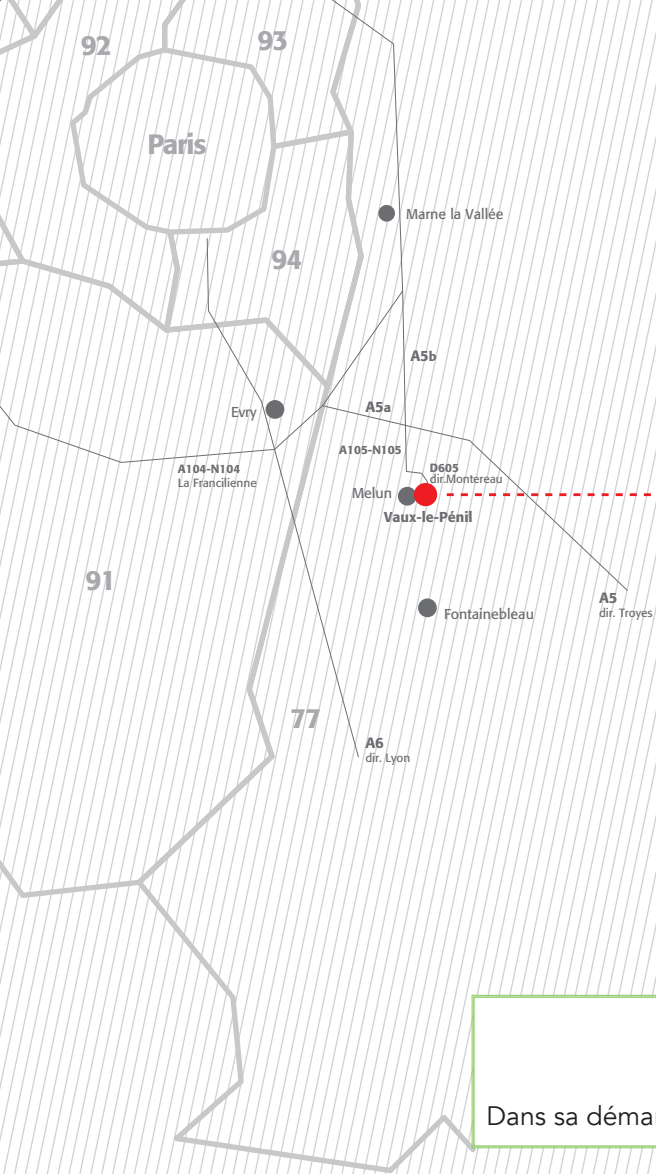 92
93
Paris
Marne la Vallée
94
A5b
A5a
Evry
A105-N105
A104-N104
La Francilienne
D605
dir.Montereau
Melun
Vaux-le-Pénil
91
A5
dir. Troyes
Fontainebleau
77
A6
dir. Lyon
Dans sa déma